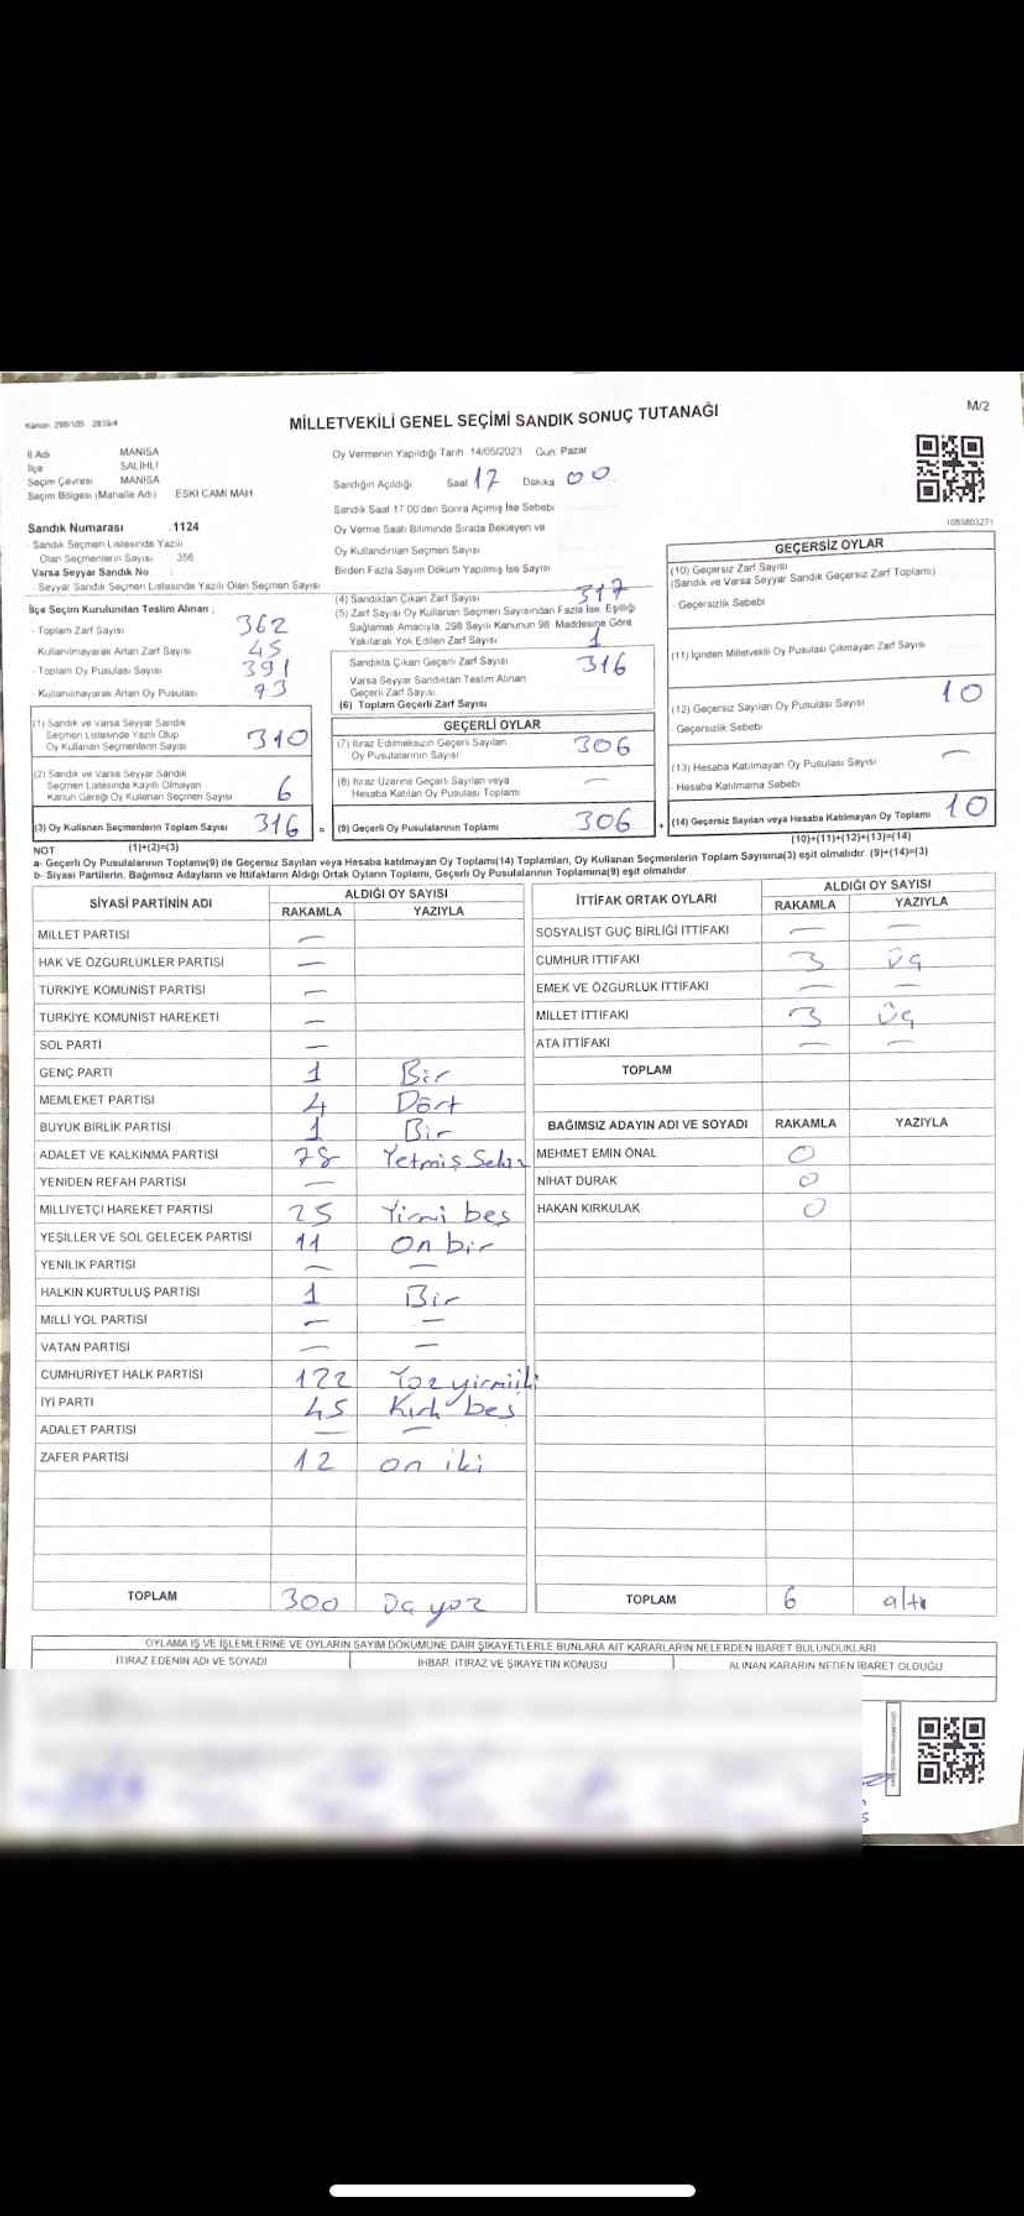 Kanun: 298/105 2839/4
MİLLETVEKİLİ GENEL SEÇİMİ SANDIK SONUÇ TUTANAĞI
M/2
İl Adı MANİSA
İlçe SALİHLİ
Seçim Çevresi MANİSA
Seçim Bölgesi (Mahalle Adı) ESKİ CAMİ MAH
Sandık Numarası 1124
- Sandık Seçmen Listesinde Yazılı
Olan Seçmenlerin Sayısı 356
Varsa Seyyar Sandık No
- Seyyar Sandık Seçmen Listesinde Yazılı Olan Seçmen Sayısı
İlçe Seçim Kurulundan Teslim Alınan ;
- Toplam Zarf Sayısı 362
- Kullanılmayarak Artan Zarf Sayısı 45
- Toplam Oy Pusulası Sayısı 391
- Kullanılmayarak Artan Oy Pusulası
(1) Sandık ve Varsa Seyyar Sandık
Seçmen Listesinde Yazılı Olup
Oy Kullanan Seçmenlerin Sayısı 310
(2) Sandık ve Varsa Seyyar Sandık
Seçmen Listesinde Kayıtlı Olmayan
Kanun Gereği Oy Kullanan Seçmen Sayısı 6
(3) Oy Kullanan Seçmenlerin Toplam Sayısı 316 =
(1)+(2)=(3)
Oy Vermenin Yapıldığı Tarih 14/05/2023 Gün: Pazar
Sandığın Açıldığı Saat 17 Dakika 00
Sandık Saat 17:00'den Sonra Açılmış İse Sebebi
Oy Verme Saati Bitiminde Sırada Bekleyen ve
Oy Kullandırılan Seçmen Sayısı
Birden Fazla Sayım Döküm Yapılmış İse Sayısı
(4) Sandıktan Çıkan Zarf Sayısı 317
(5) Zarf Sayısı Oy Kullanan Seçmen Sayısından Fazla İse, Eşitliği
Sağlamak Amacıyla, 298 Sayılı Kanunun 98. Maddesine Göre
Yakılarak Yok Edilen Zarf Sayısı 1
Sandıkta Çıkan Geçerli Zarf Sayısı 316
Varsa Seyyar Sandıktan Teslim Alınan
Geçerli Zarf Sayısı
(6) Toplam Geçerli Zarf Sayısı
GEÇERLİ OYLAR
(7) İtiraz Edilmeksizin Geçerli Sayılan
Oy Pusulalarının Sayısı 306
(8) İtiraz Üzerine Geçerli Sayılan veya
Hesaba Katılan Oy Pusulası Toplamı —
(9) Geçerli Oy Pusulalarının Toplamı 306 +
1083803271
GEÇERSİZ OYLAR
(10) Geçersiz Zarf Sayısı
(Sandık ve Varsa Seyyar Sandık Geçersiz Zarf Toplamı)
- Geçersizlik Sebebi
(11) İçinden Milletvekili Oy Pusulası Çıkmayan Zarf Sayısı
(12) Geçersiz Sayılan Oy Pusulası Sayısı 10
- Geçersizlik Sebebi
(13) Hesaba Katılmayan Oy Pusulası Sayısı —
- Hesaba Katılmama Sebebi
(14) Geçersiz Sayılan veya Hesaba Katılmayan Oy Toplamı 10
(10)+(11)+(12)+(13)=(14)
NOT
a- Geçerli Oy Pusulalarının Toplamı(9) ile Geçersiz Sayılan veya Hesaba katılmayan Oy Toplamı(14) Toplamları, Oy Kullanan Seçmenlerin Toplam Sayısına(3) eşit olmalıdır. (9)+(14)=(3)
b- Siyasi Partilerin, Bağımsız Adayların ve İttifakların Aldığı Ortak Oyların Toplamı, Geçerli Oy Pusulalarının Toplamına(9) eşit olmalıdır
SİYASİ PARTİNİN ADI ALDIĞI OY SAYISI
RAKAMLA YAZIYLA
MİLLET PARTİSİ —
HAK VE ÖZGÜRLÜKLER PARTİSİ —
TÜRKİYE KOMÜNİST PARTİSİ —
TÜRKİYE KOMÜNİST HAREKETİ —
SOL PARTİ —
GENÇ PARTİ 1 Bir
MEMLEKET PARTİSİ 4 Dört
BÜYÜK BİRLİK PARTİSİ 1 Bir
ADALET VE KALKINMA PARTİSİ 78 Yetmiş
YENİDEN REFAH PARTİSİ —
MİLLİYETÇİ HAREKET PARTİSİ 25 Yirmi beş
YEŞİLLER VE SOL GELECEK PARTİSİ 11 On bir
YENİLİK PARTİSİ — —
HALKIN KURTULUŞ PARTİSİ 1 Bir
MİLLİ YOL PARTİSİ — —
VATAN PARTİSİ — —
CUMHURİYET HALK PARTİSİ 122
İYİ PARTİ 45 Kırk beş
ADALET PARTİSİ — —
ZAFER PARTİSİ 12 on iki
TOPLAM 300 Üç yüz
İTTİFAK ORTAK OYLARI ALDIĞI OY SAYISI
RAKAMLA YAZIYLA
SOSYALİST GÜÇ BİRLİĞİ İTTİFAKI — —
CUMHUR İTTİFAKI 3 Üç
EMEK VE ÖZGÜRLÜK İTTİFAKI — —
MİLLET İTTİFAKI 3 Üç
ATA İTTİFAKI — —
TOPLAM
BAĞIMSIZ ADAYIN ADI VE SOYADI RAKAMLA YAZIYLA
MEHMET EMİN ÖNAL 0
NİHAT DURAK 0
HAKAN KIRKULAK 0
TOPLAM 6 altı
OYLAMA İŞ VE İŞLEMLERİNE VE OYLARIN SAYIM DÖKÜMÜNE DAİR ŞİKAYETLERLE BUNLARA AİT KARARLARIN NELERDEN İBARET BULUNDUKLARI
İTİRAZ EDENİN ADI VE SOYADI İHBAR, İTİRAZ VE ŞİKAYETİN KONUSU ALINAN KARARIN NEDEN İBARET OLDUĞU